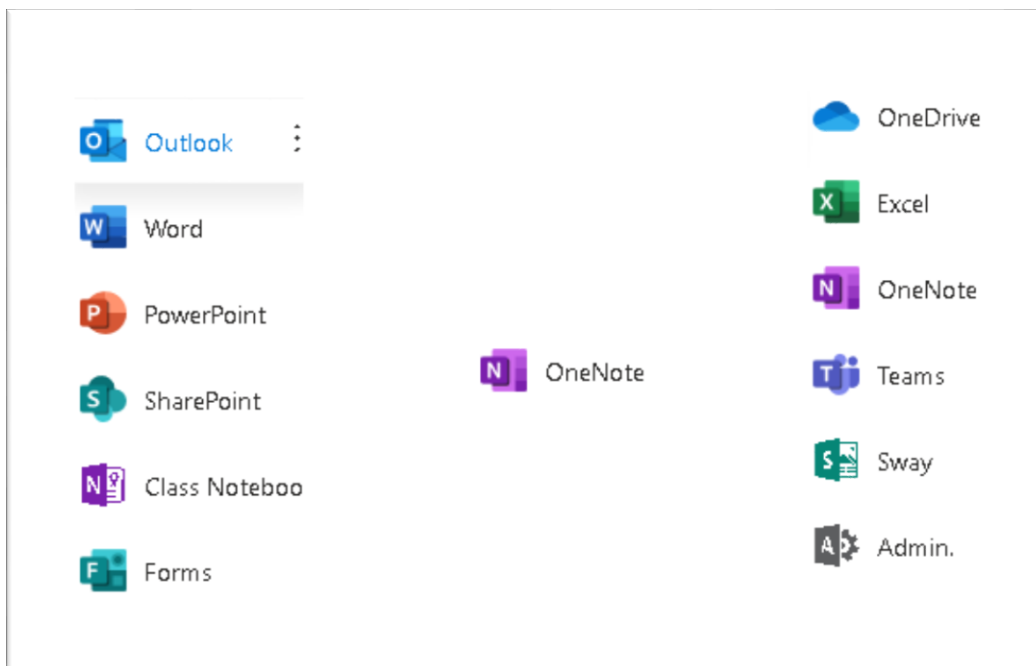 Outlook
Word
PowerPoint
SharePoint
Class Noteboo
Forms
OneNote
OneDrive
Excel
OneNote
Teams
Sway
Admin.